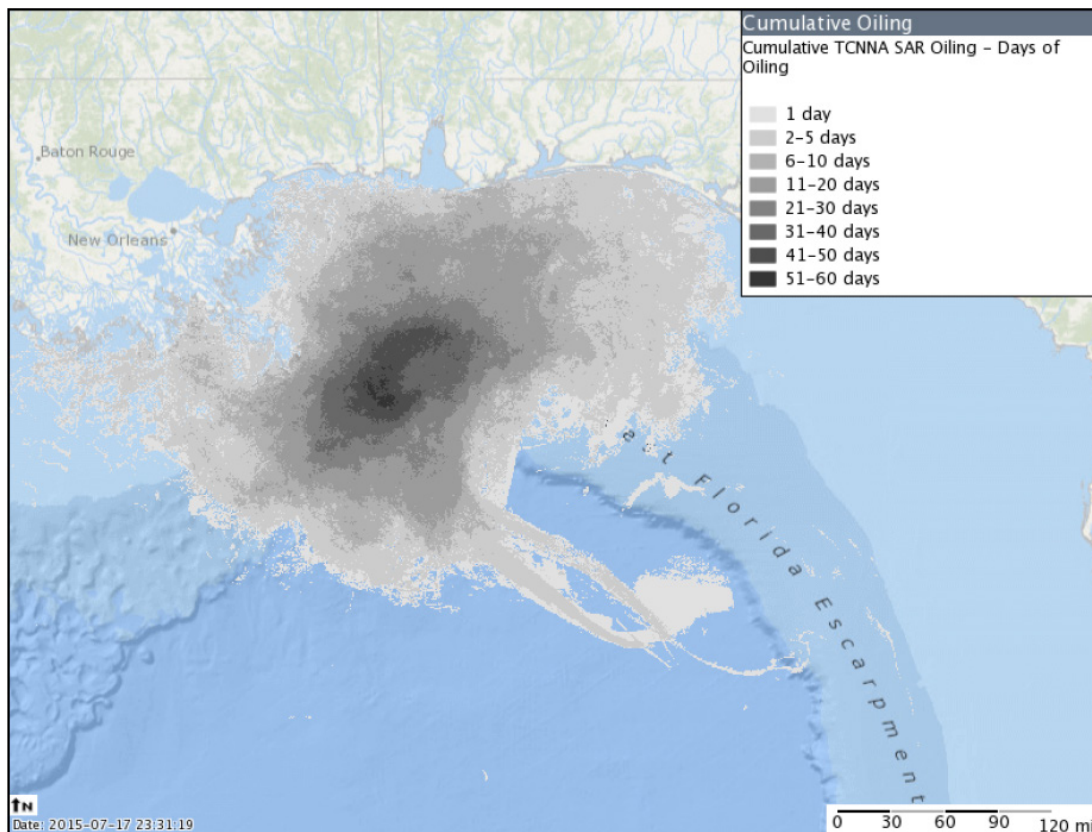 Cumulative Oiling
Cumulative TCNNA SAR Oiling – Days of
Oiling
1 day
2–5 days
6–10 days
11–20 days
21–30 days
31–40 days
41–50 days
51–60 days
Baton Rouge
New Orleans
ast Florida Escarpment
N
Date: 2015-07-17 23:31:19
0 30 60 90 120 mi